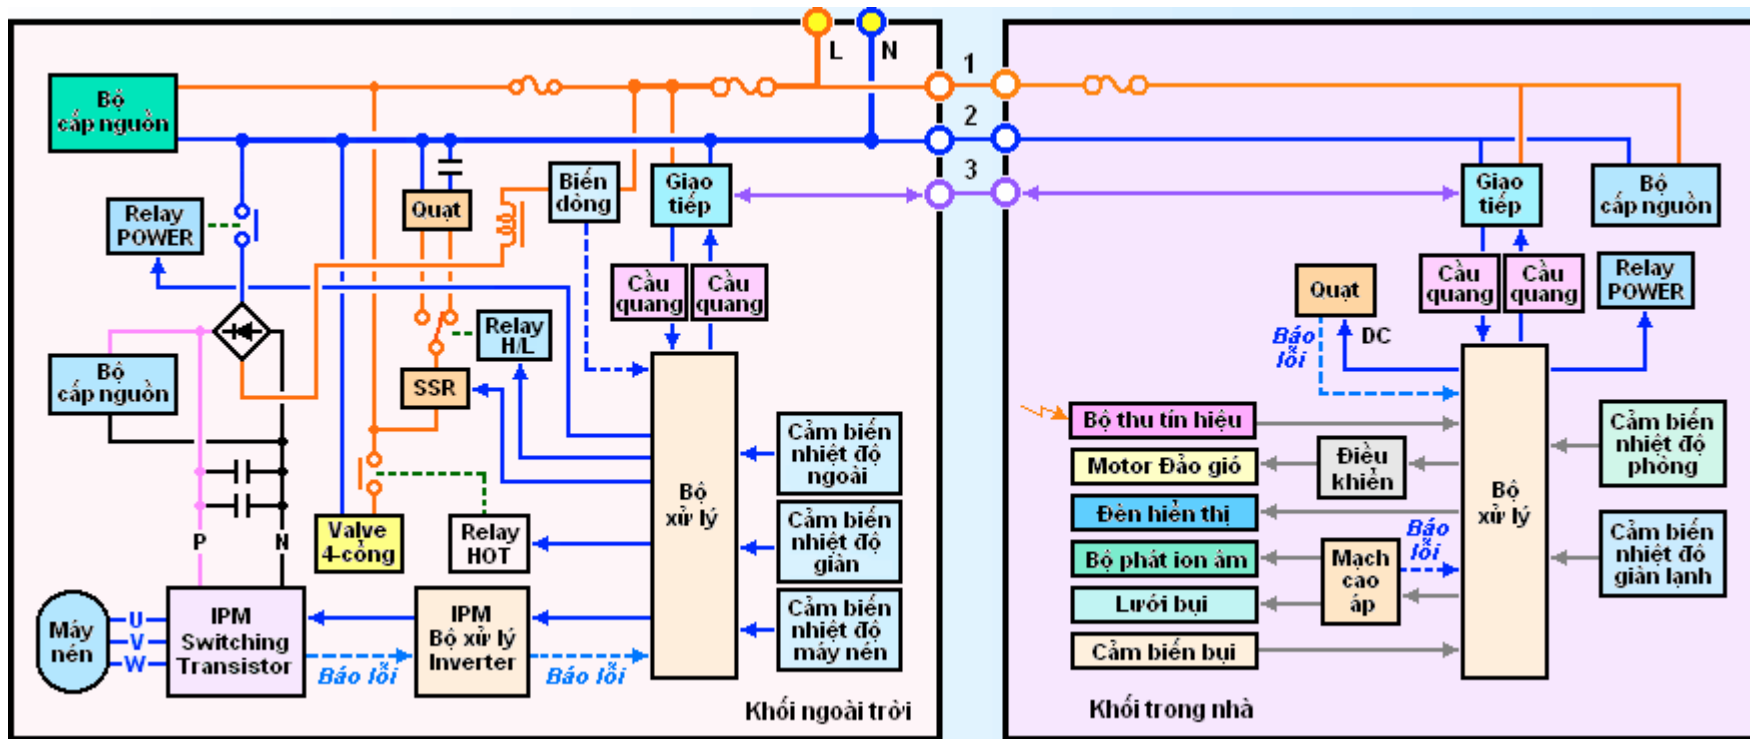 L
N
1
2
3
Bộ
cấp nguồn
Relay
POWER
Quạt
Biến
dòng
Giao
tiếp
Cầu
quang
Cầu
quang
Relay
H/L
SSR
Bộ
cấp nguồn
P
N
Valve
4-cổng
Relay
HOT
Bộ
xử lý
Cảm biến
nhiệt độ
ngoài
Cảm biến
nhiệt độ
giàn
Cảm biến
nhiệt độ
máy nén
Máy
nén
U
V
W
IPM
Switching
Transistor
Báo lỗi
IPM
Bộ xử lý
Inverter
Báo lỗi
Khối ngoài trời
Giao
tiếp
Bộ
cấp nguồn
Cầu
quang
Cầu
quang
Relay
POWER
Quạt
Báo
lỗi
DC
Bộ thu tín hiệu
Motor Đảo gió
Điều
khiển
Đèn hiển thị
Bộ phát ion âm
Lưới bụi
Cảm biến bụi
Mạch
cao
áp
Báo
lỗi
Bộ
xử lý
Cảm biến
nhiệt độ
phòng
Cảm biến
nhiệt độ
giàn lạnh
Khối trong nhà